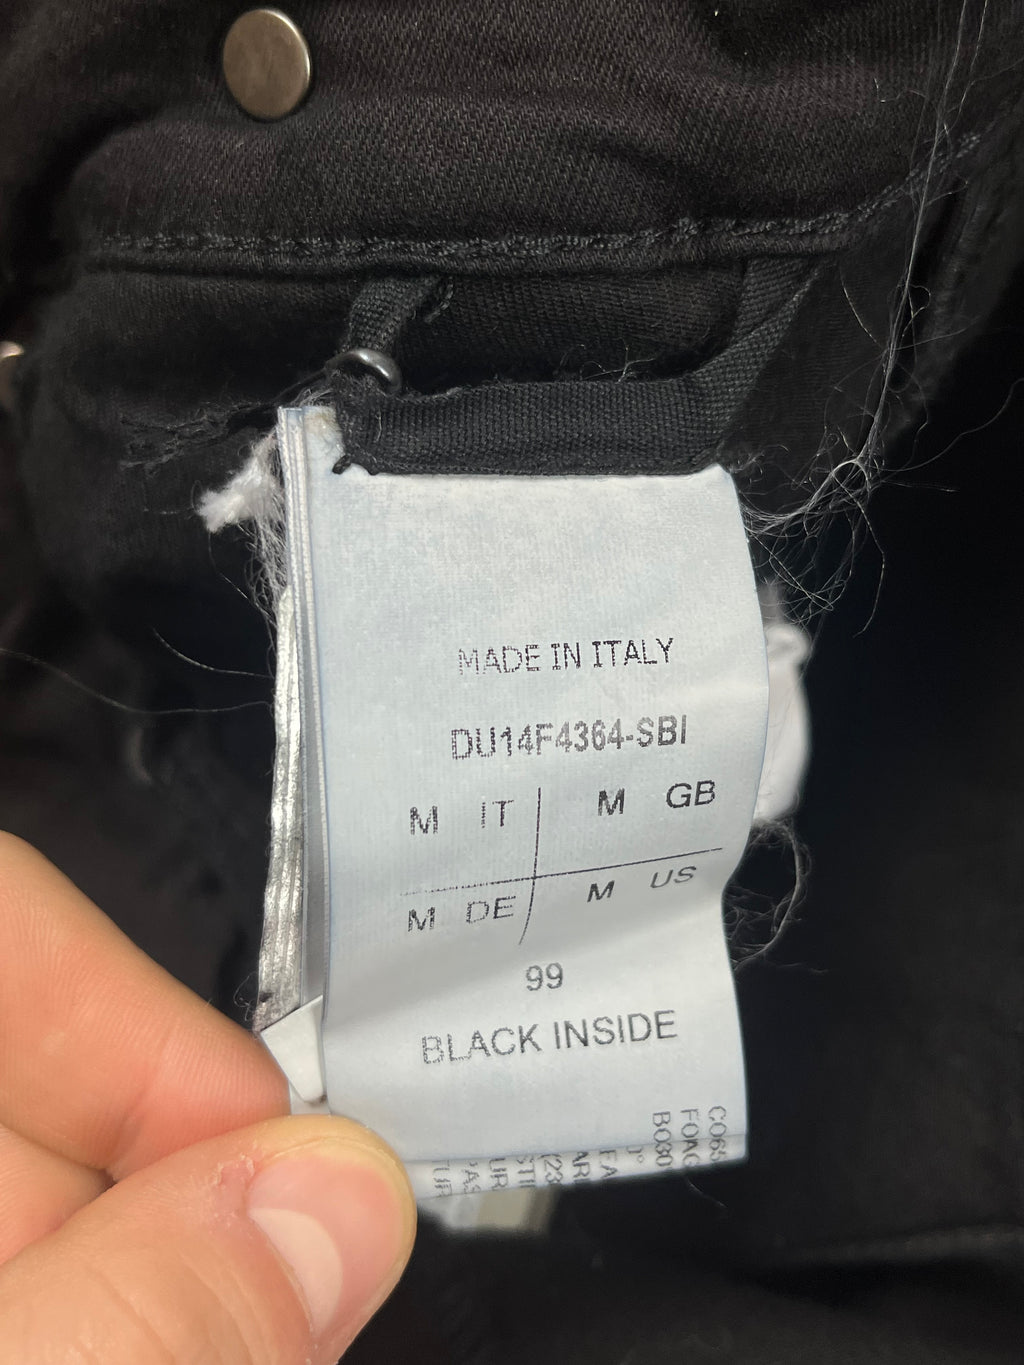 MADE IN ITALY
DU14F4364-SBI
M IT M GB
M DE M US
99
BLACK INSIDE